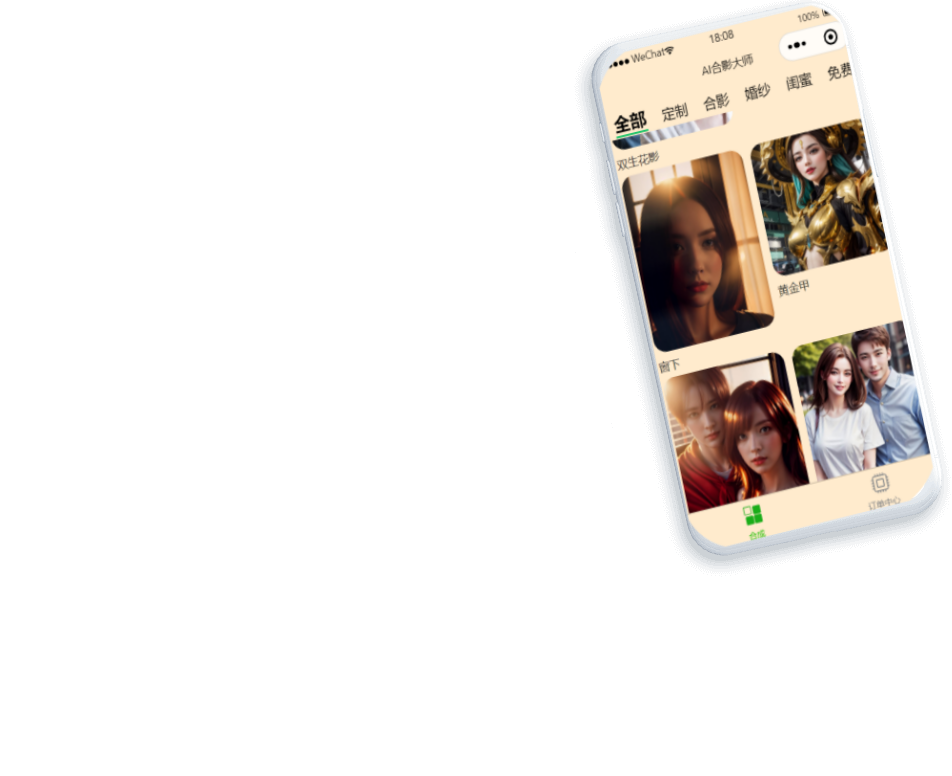 WeChat 18:08 100%
AI合影大师
全部 定制 合影 婚纱 闺蜜 免费
双生花影
黄金甲
窗下
合成 订单中心